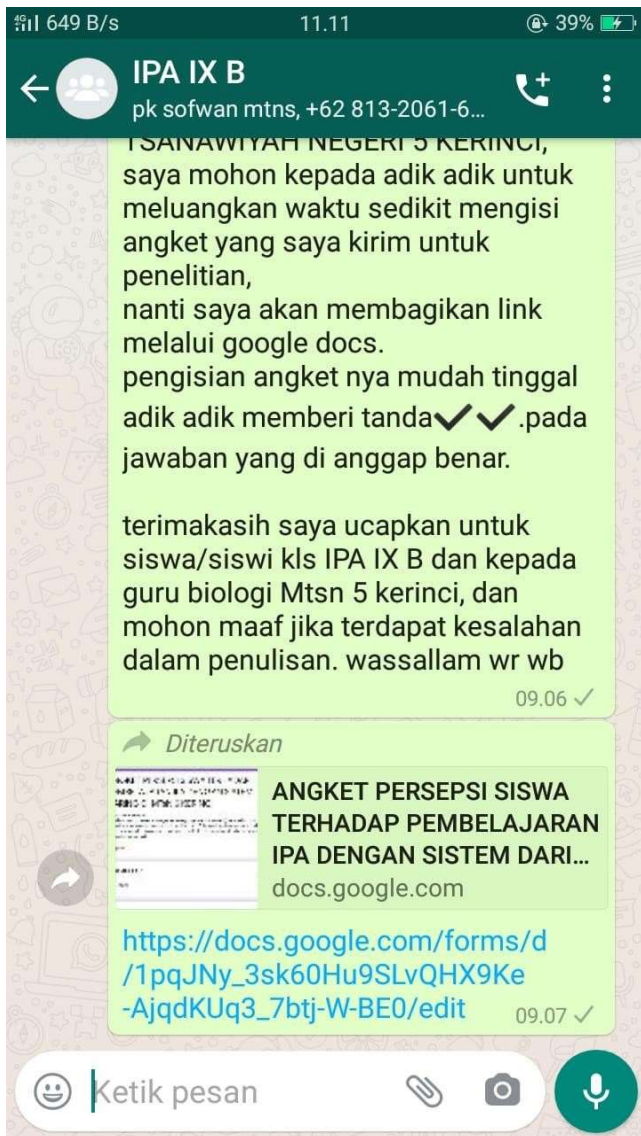 4G 649 B/s 11.11 39%
IPA IX B
pk sofwan mtns, +62 813-2061-6...
TSANAWIYAH NEGERI 5 KERINCI,
saya mohon kepada adik adik untuk
meluangkan waktu sedikit mengisi
angket yang saya kirim untuk
penelitian,
nanti saya akan membagikan link
melalui google docs.
pengisian angket nya mudah tinggal
adik adik memberi tanda✔✔.pada
jawaban yang di anggap benar.
terimakasih saya ucapkan untuk
siswa/siswi kls IPA IX B dan kepada
guru biologi Mtsn 5 kerinci, dan
mohon maaf jika terdapat kesalahan
dalam penulisan. wassallam wr wb
09.06
Diteruskan
ANGKET PERSEPSI SISWA
TERHADAP PEMBELAJARAN
IPA DENGAN SISTEM DARI...
docs.google.com
https://docs.google.com/forms/d
/1pqJNy_3sk60Hu9SLvQHX9Ke
-AjqdKUq3_7btj-W-BE0/edit
09.07
Ketik pesan